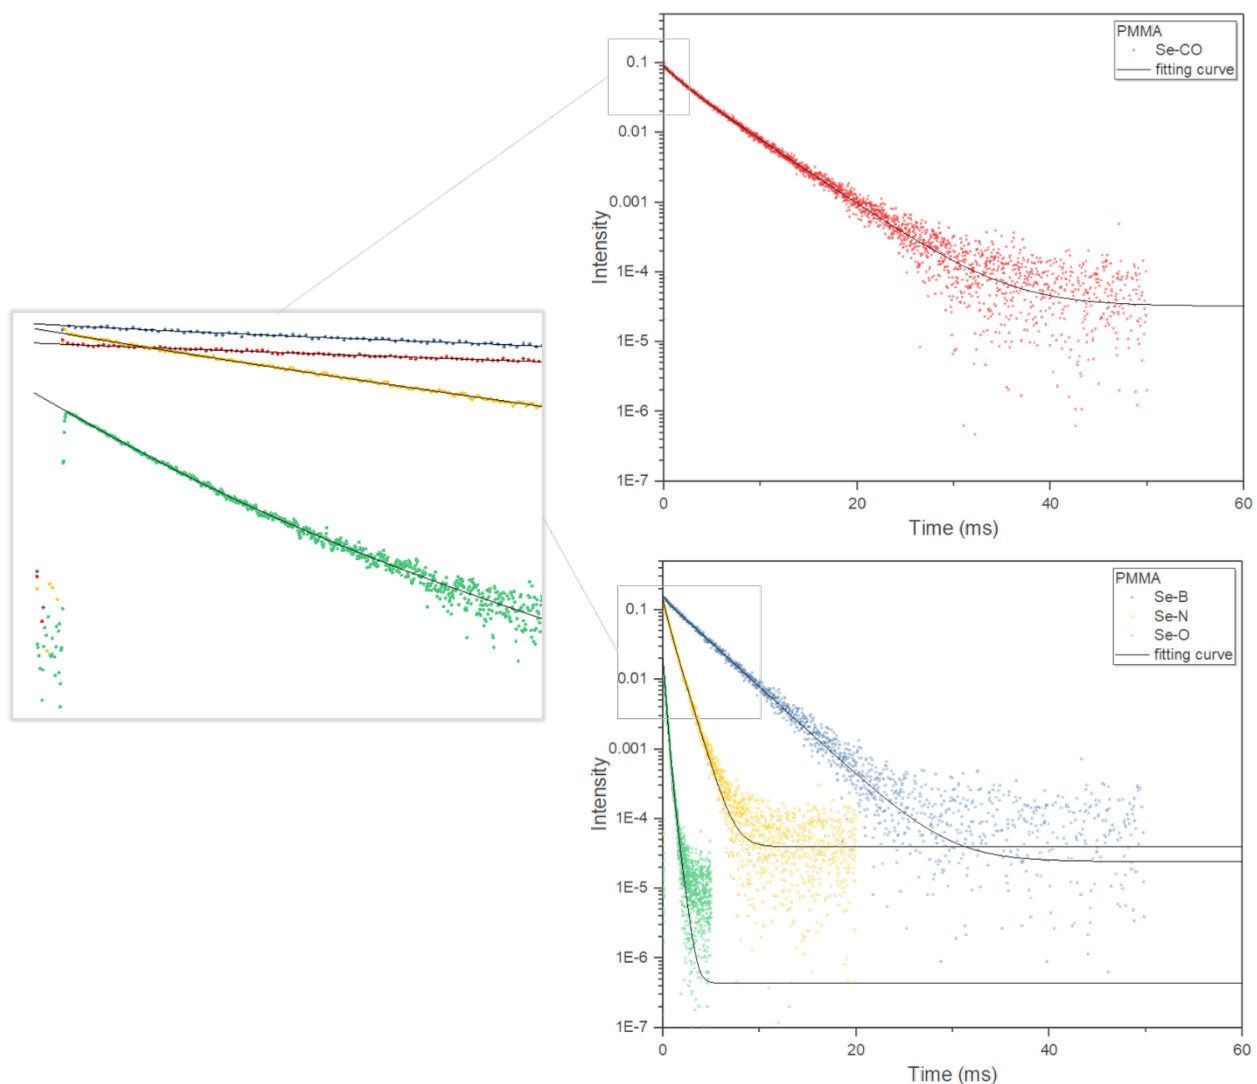 PMMA
Se-CO
fitting curve
0.1
0.01
0.001
1E-4
1E-5
1E-6
1E-7
Intensity
0
20
40
60
Time (ms)
PMMA
Se-B
Se-N
Se-O
fitting curve
0.1
0.01
0.001
1E-4
1E-5
1E-6
1E-7
Intensity
0
20
40
60
Time (ms)